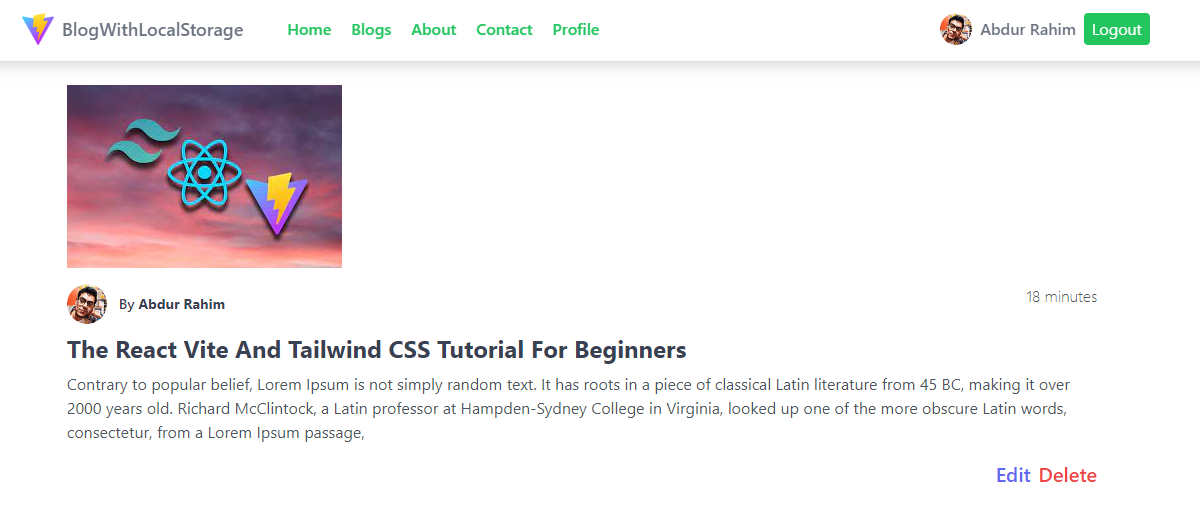 BlogWithLocalStorage Home Blogs About Contact Profile Abdur Rahim Logout
By Abdur Rahim 18 minutes
The React Vite And Tailwind CSS Tutorial For Beginners
Contrary to popular belief, Lorem Ipsum is not simply random text. It has roots in a piece of classical Latin literature from 45 BC, making it over
2000 years old. Richard McClintock, a Latin professor at Hampden-Sydney College in Virginia, looked up one of the more obscure Latin words,
consectetur, from a Lorem Ipsum passage,
Edit Delete